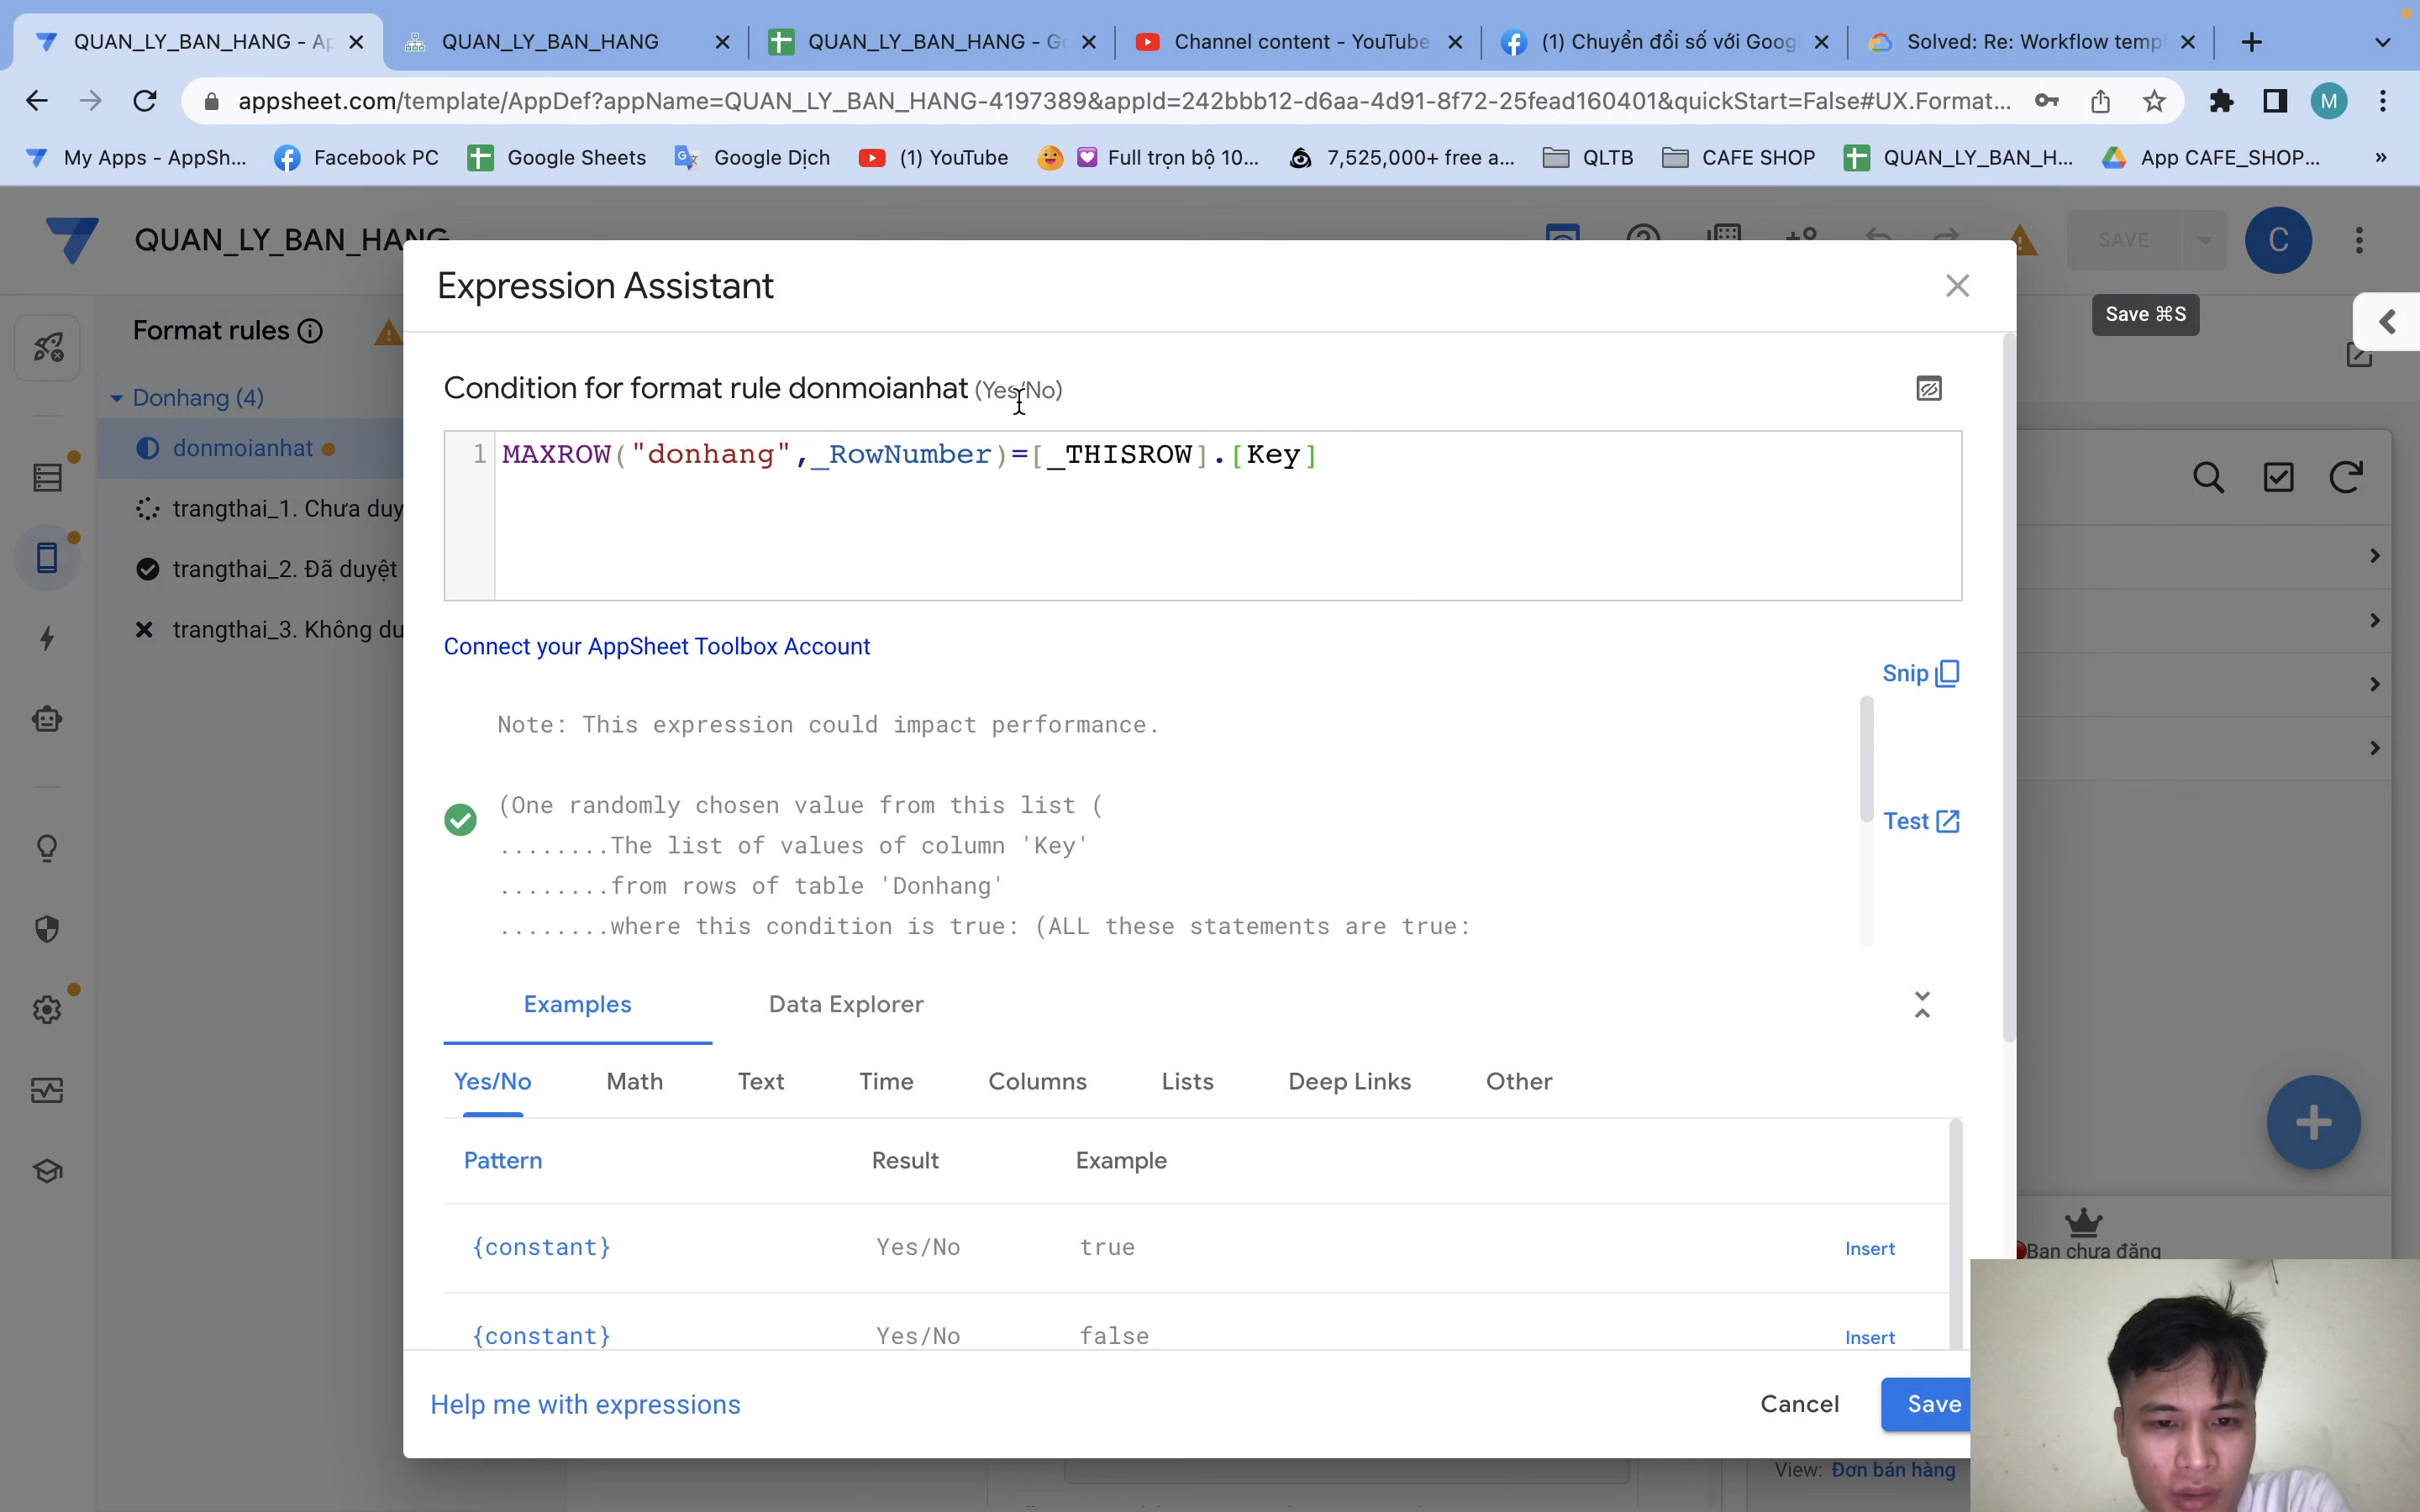 QUAN_LY_BAN_HANG - Ap
QUAN_LY_BAN_HANG
QUAN_LY_BAN_HANG - Go
Channel content - YouTube
(1) Chuyển đổi số với Goog
Solved: Re: Workflow templ
appsheet.com/template/AppDef?appName=QUAN_LY_BAN_HANG-4197389&appId=242bbb12-d6aa-4d91-8f72-25fead160401&quickStart=False#UX.Format...
M
My Apps - AppSh...
Facebook PC
Google Sheets
Google Dịch
(1) YouTube
Full trọn bộ 10...
7,525,000+ free a...
QLTB
CAFE SHOP
QUAN_LY_BAN_H...
App CAFE_SHOP...
»
QUAN_LY_BAN_HANG
SAVE
C
Save ⌘S
Format rules
Donhang (4)
donmoianhat
trangthai_1. Chưa duy
trangthai_2. Đã duyệt
trangthai_3. Không du
Expression Assistant
Condition for format rule donmoianhat (Yes/No)
1 MAXROW("donhang",_RowNumber)=[_THISROW].[Key]
Connect your AppSheet Toolbox Account
Snip
Note: This expression could impact performance.
(One randomly chosen value from this list (
........The list of values of column 'Key'
........from rows of table 'Donhang'
........where this condition is true: (ALL these statements are true:
Test
Examples
Data Explorer
Yes/No
Math
Text
Time
Columns
Lists
Deep Links
Other
Pattern
Result
Example
{constant}
Yes/No
true
Insert
{constant}
Yes/No
false
Insert
Help me with expressions
Cancel
Save
Bạn chưa đăng
View: Đơn bán hàng